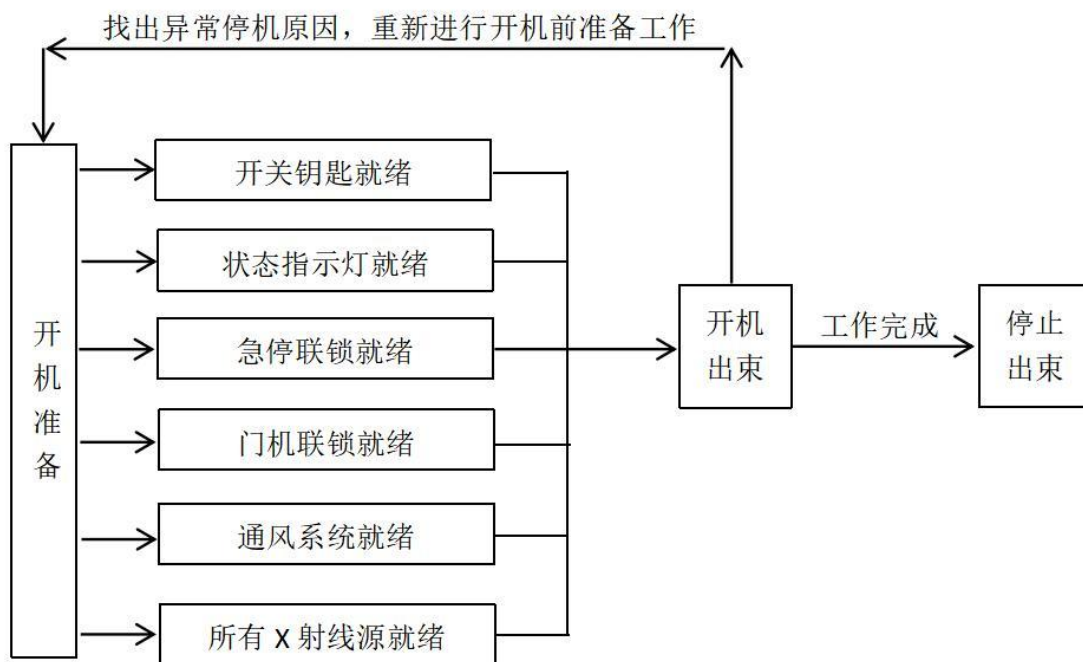 找出异常停机原因，重新进行开机前准备工作
开机准备
开关钥匙就绪
状态指示灯就绪
急停联锁就绪
门机联锁就绪
通风系统就绪
所有 X 射线源就绪
开机
出束
工作完成
停止
出束